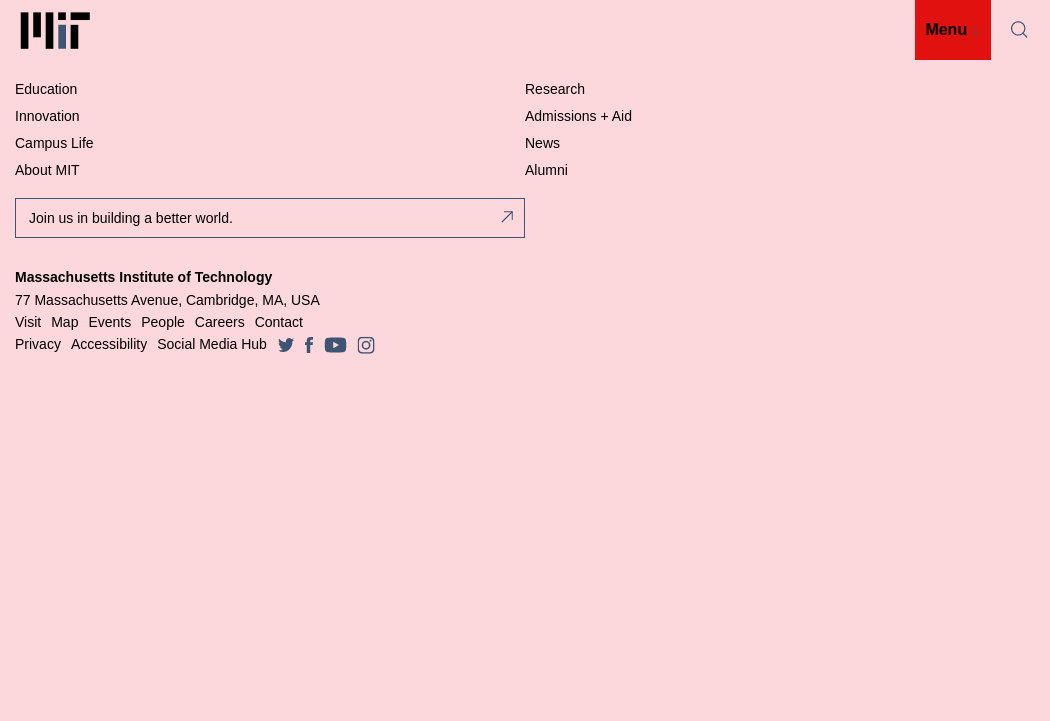 MIT
Menu
Education
Research
Innovation
Admissions + Aid
Campus Life
News
About MIT
Alumni
Join us in building a better world.
Massachusetts Institute of Technology
77 Massachusetts Avenue, Cambridge, MA, USA
Visit Map Events People Careers Contact
Privacy Accessibility Social Media Hub